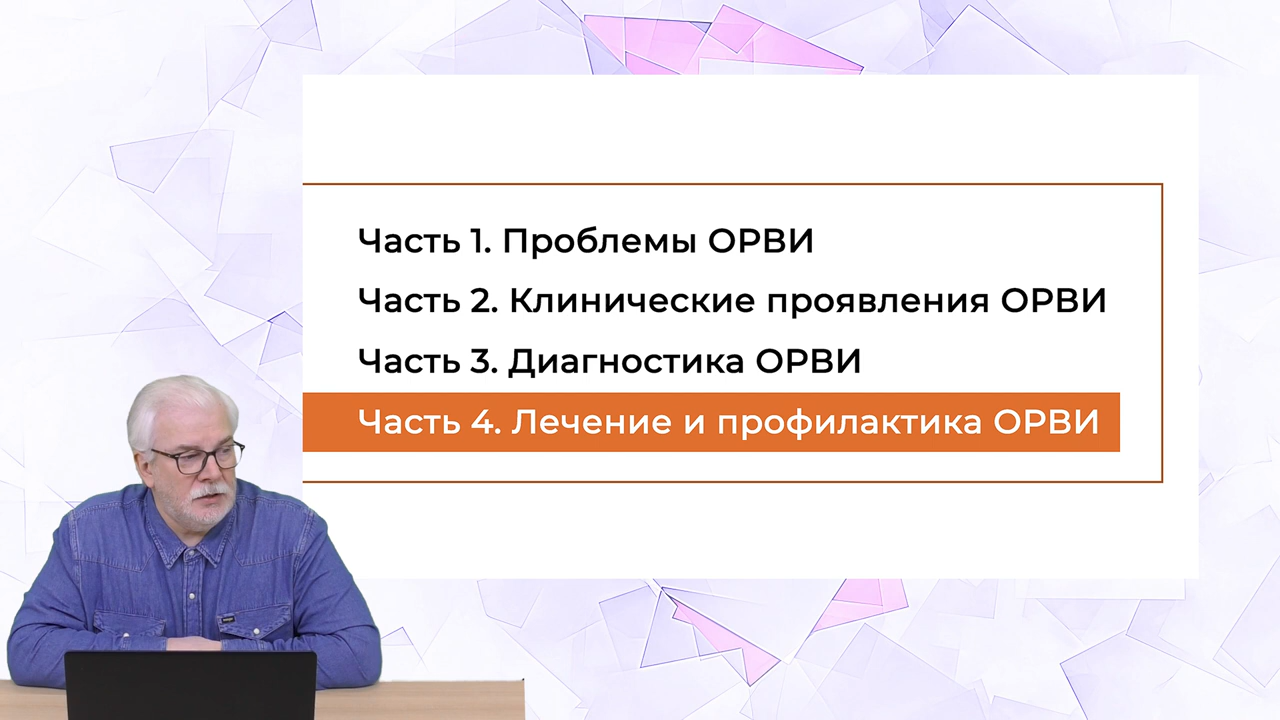 Часть 1. Проблемы ОРВИ
Часть 2. Клинические проявления ОРВИ
Часть 3. Диагностика ОРВИ
Часть 4. Лечение и профилактика ОРВИ